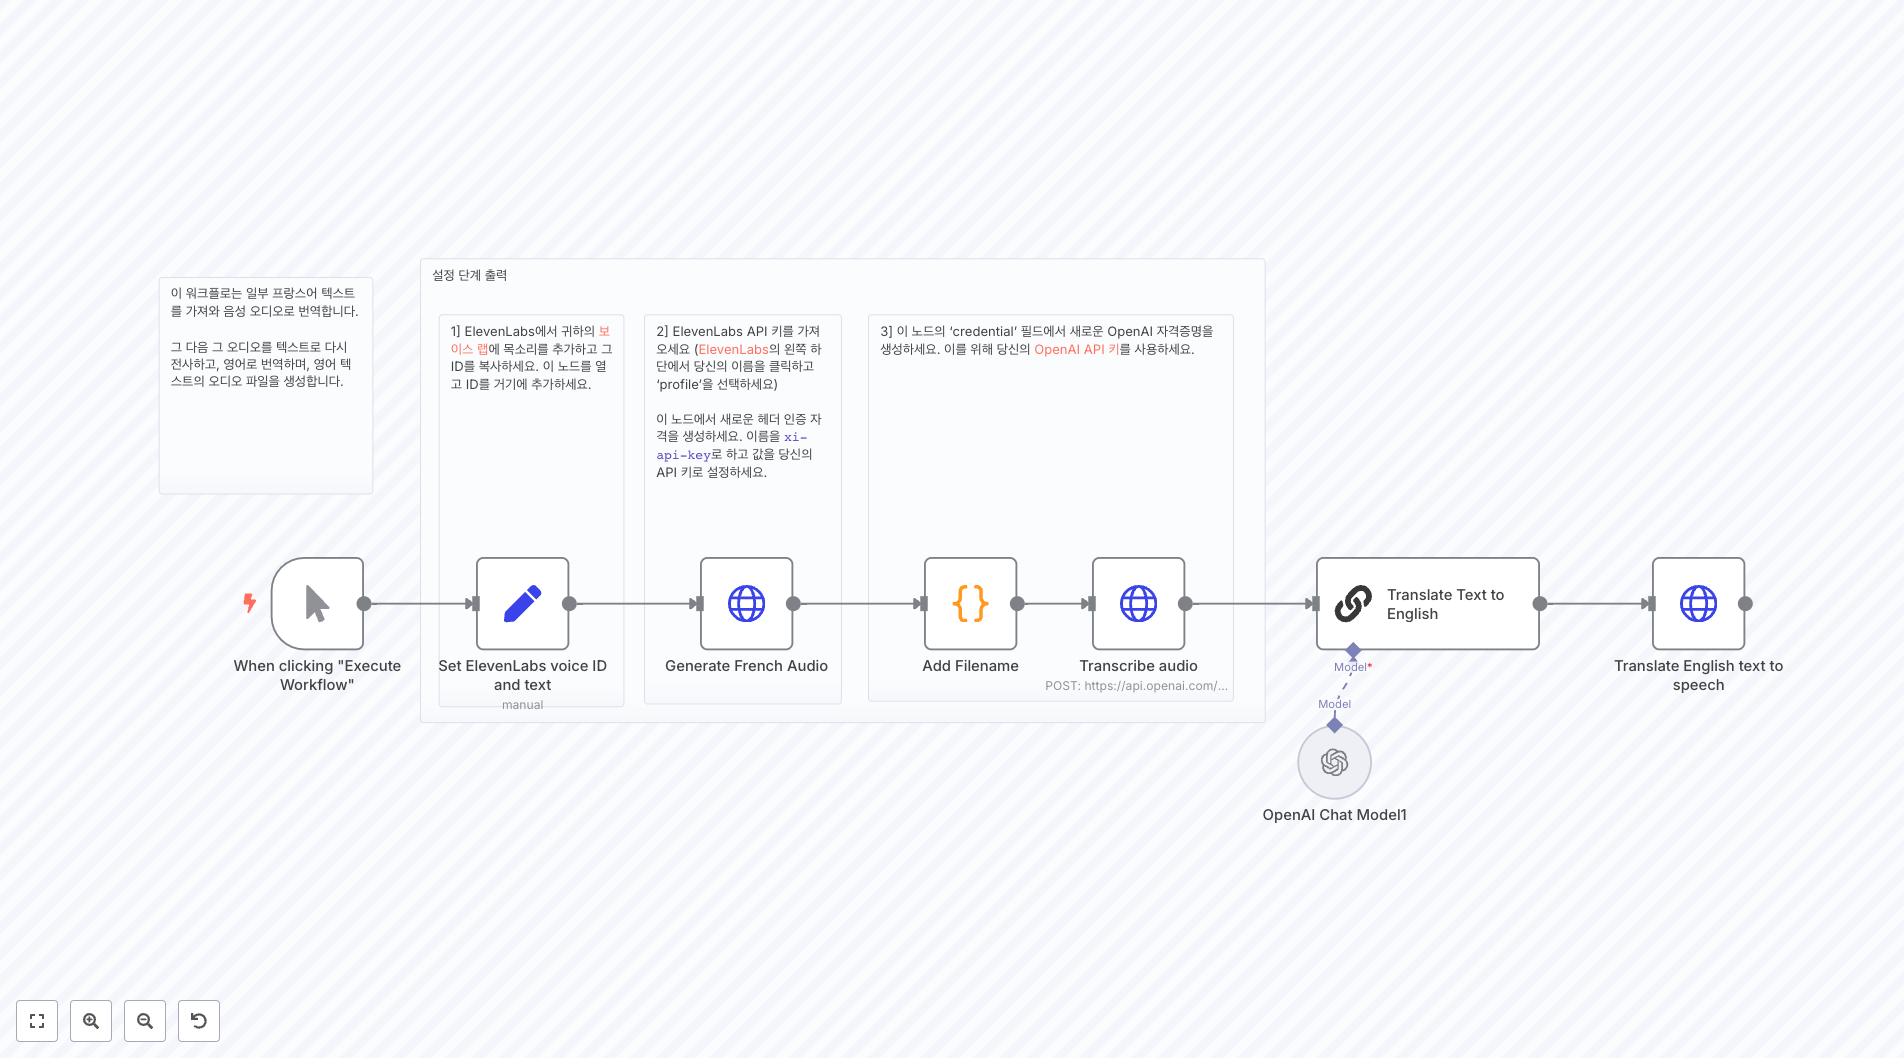 설정 단계 출력
이 워크플로는 일부 프랑스어 텍스트
를 가져와 음성 오디오로 번역합니다.
그 다음 그 오디오를 텍스트로 다시
전사하고, 영어로 번역하며, 영어 텍
스트의 오디오 파일을 생성합니다.
1] ElevenLabs에서 귀하의 보
이스 랩에 목소리를 추가하고 그
ID를 복사하세요. 이 노드를 열
고 ID를 거기에 추가하세요.
2] ElevenLabs API 키를 가져
오세요 (ElevenLabs의 왼쪽 하
단에서 당신의 이름을 클릭하고
‘profile’을 선택하세요)
이 노드에서 새로운 헤더 인증 자
격을 생성하세요. 이름을 xi-
api-key로 하고 값을 당신의
API 키로 설정하세요.
3] 이 노드의 ‘credential’ 필드에서 새로운 OpenAI 자격증명을
생성하세요. 이를 위해 당신의 OpenAI API 키를 사용하세요.
When clicking "Execute
Workflow"
Set ElevenLabs voice ID
and text
manual
Generate French Audio
Add Filename
Transcribe audio
POST: https://api.openai.com/...
Translate Text to
English
Model*
Model
OpenAI Chat Model1
Translate English text to
speech